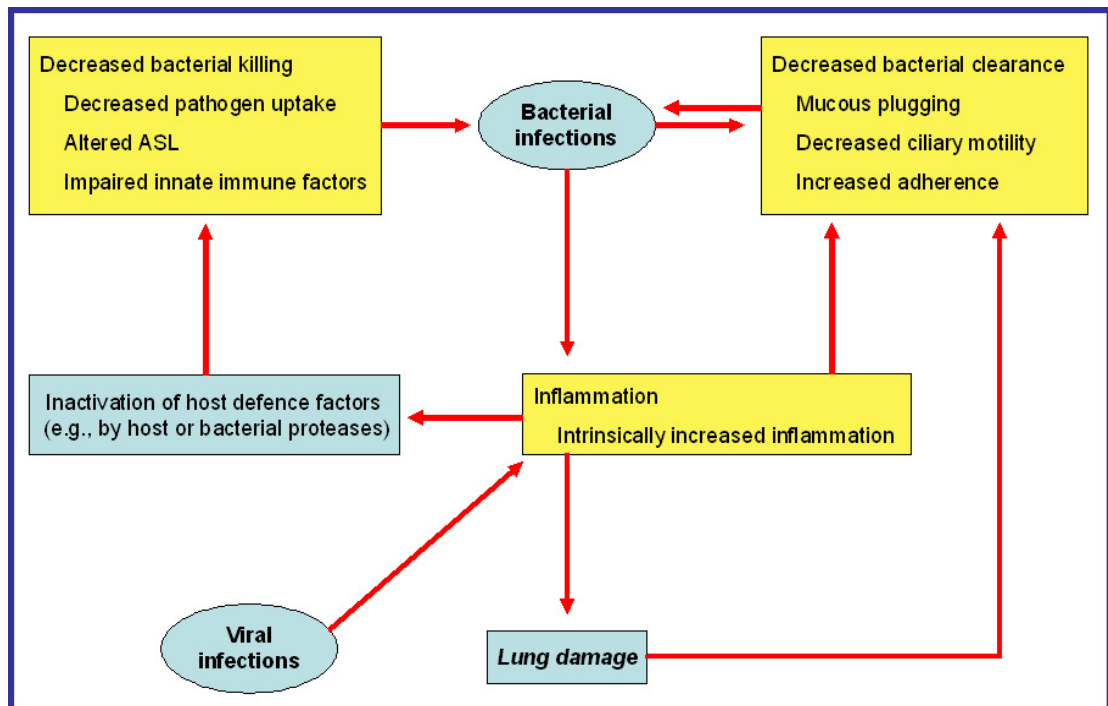 Decreased bacterial killing
Decreased pathogen uptake
Altered ASL
Impaired innate immune factors
Bacterial
infections
Decreased bacterial clearance
Mucous plugging
Decreased ciliary motility
Increased adherence
Inactivation of host defence factors
(e.g., by host or bacterial proteases)
Inflammation
Intrinsically increased inflammation
Viral
infections
Lung damage